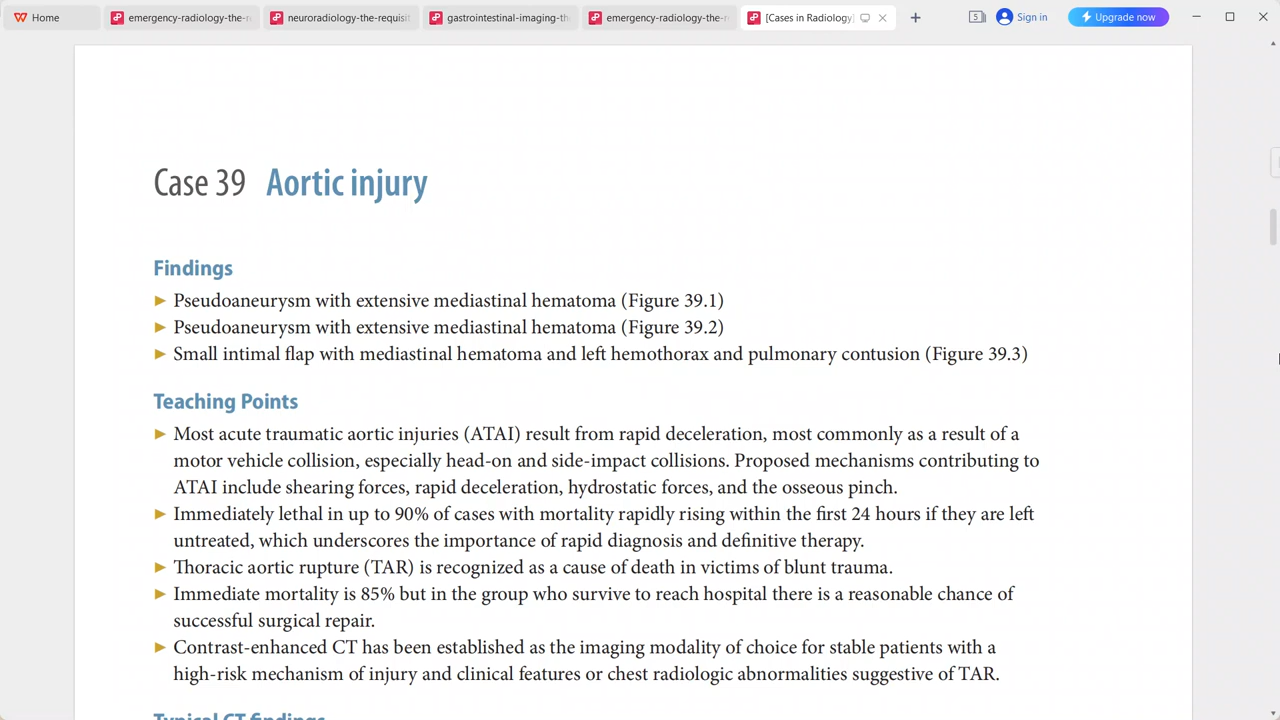 Home
emergency-radiology-the-r
neuroradiology-the-requisit
gastrointestinal-imaging-th
emergency-radiology-the-r
[Cases in Radiology]
5
Sign in
Upgrade now
Case 39 Aortic injury
Findings
► Pseudoaneurysm with extensive mediastinal hematoma (Figure 39.1)
► Pseudoaneurysm with extensive mediastinal hematoma (Figure 39.2)
► Small intimal flap with mediastinal hematoma and left hemothorax and pulmonary contusion (Figure 39.3)
Teaching Points
► Most acute traumatic aortic injuries (ATAI) result from rapid deceleration, most commonly as a result of a
motor vehicle collision, especially head-on and side-impact collisions. Proposed mechanisms contributing to
ATAI include shearing forces, rapid deceleration, hydrostatic forces, and the osseous pinch.
► Immediately lethal in up to 90% of cases with mortality rapidly rising within the first 24 hours if they are left
untreated, which underscores the importance of rapid diagnosis and definitive therapy.
► Thoracic aortic rupture (TAR) is recognized as a cause of death in victims of blunt trauma.
► Immediate mortality is 85% but in the group who survive to reach hospital there is a reasonable chance of
successful surgical repair.
► Contrast-enhanced CT has been established as the imaging modality of choice for stable patients with a
high-risk mechanism of injury and clinical features or chest radiologic abnormalities suggestive of TAR.
Typical CT findings